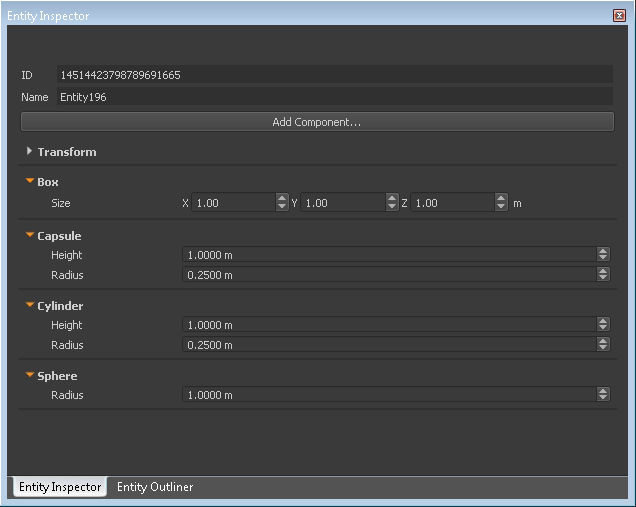 Entity Inspector
ID 14514423798789691665
Name Entity196
Add Component...
Transform
Box
Size X 1.00 Y 1.00 Z 1.00 m
Capsule
Height 1.0000 m
Radius 0.2500 m
Cylinder
Height 1.0000 m
Radius 0.2500 m
Sphere
Radius 1.0000 m
Entity Inspector Entity Outliner